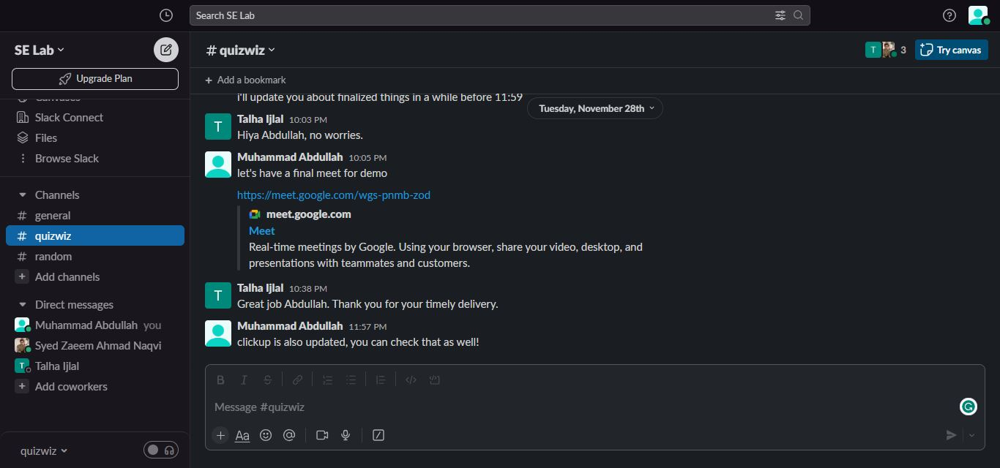 Search SE Lab
SE Lab
# quizwiz
T
3
Try canvas
Upgrade Plan
+ Add a bookmark
Canvases
Slack Connect
Files
Browse Slack
Channels
# general
# quizwiz
# random
+ Add channels
Direct messages
Muhammad Abdullah you
Syed Zaeem Ahmad Naqvi
T Talha Ijlal
+ Add coworkers
quizwiz
i'll update you about finalized things in a while before 11:59
Tuesday, November 28th
T
Talha Ijlal 10:03 PM
Hiya Abdullah, no worries.
Muhammad Abdullah 10:05 PM
let's have a final meet for demo
https://meet.google.com/wgs-pnmb-zod
meet.google.com
Meet
Real-time meetings by Google. Using your browser, share your video, desktop, and
presentations with teammates and customers.
T
Talha Ijlal 10:38 PM
Great job Abdullah. Thank you for your timely delivery.
Muhammad Abdullah 11:57 PM
clickup is also updated, you can check that as well!
B I S
Message #quizwiz
+ Aa @